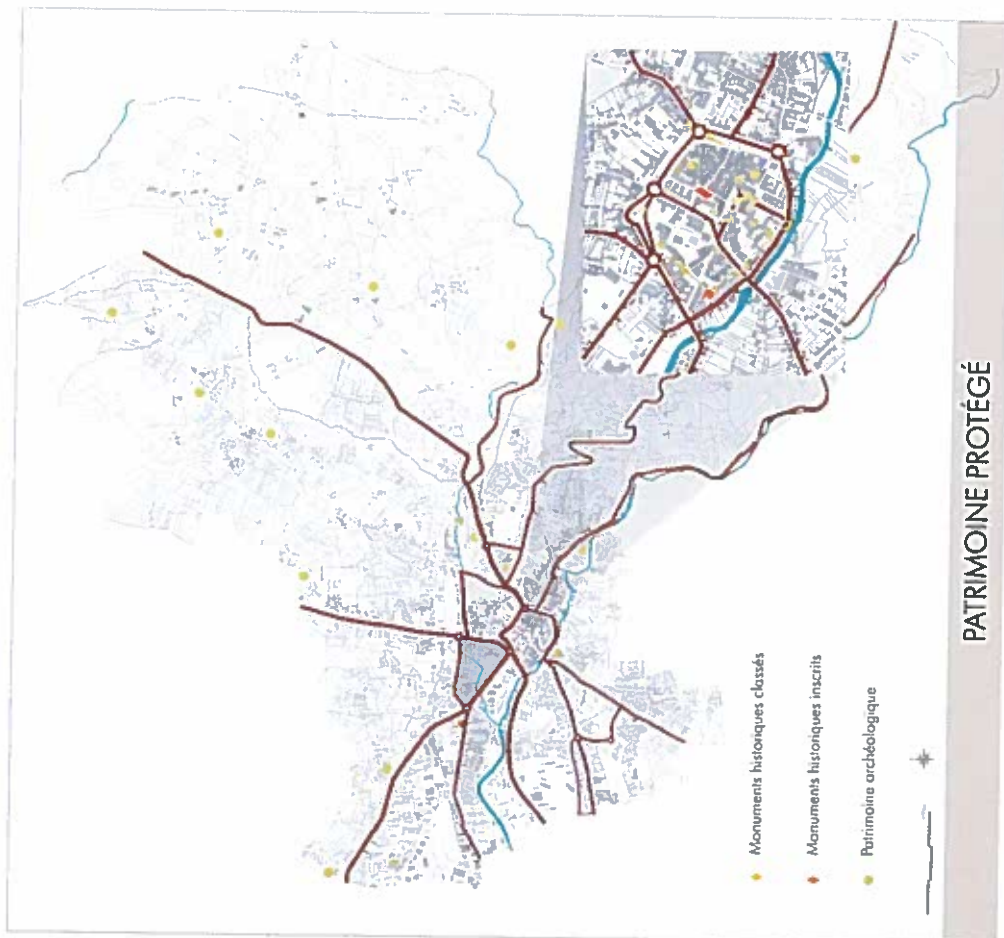 PATRIMOINE PROTÉGÉ
Monuments historiques classés
Monuments historiques inscrits
Patrimoine archéologique